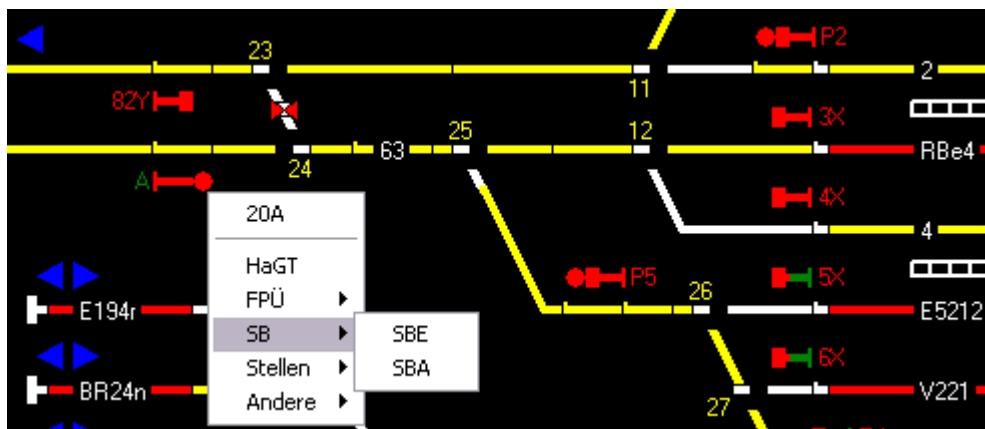 23
P2
11
2
82Y
3X
25
12
24
63
RBe4
A
20A
4X
4
HaGT
FPÜ
SB
SBE
SBA
Stellen
Andere
P5
26
5X
E5212
E194r
6X
BR24n
27
V221